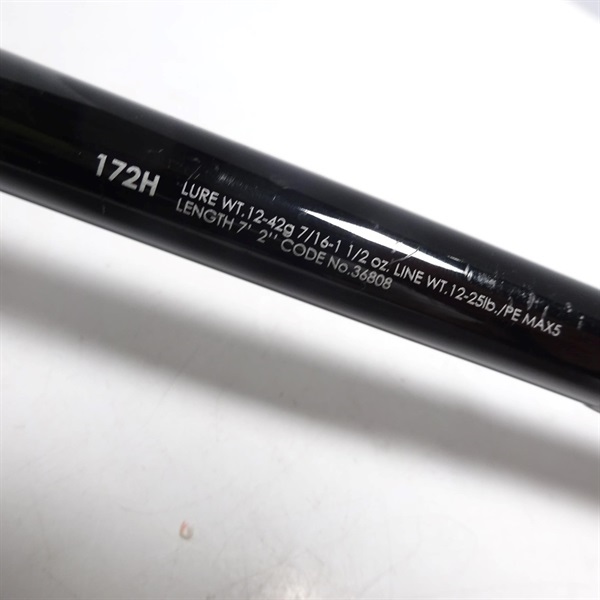 172H
LURE WT.12-42g 7/16-1 1/2 oz. LINE WT.12-25lb./PE MAX5
LENGTH 7' 2'' CODE No.36808